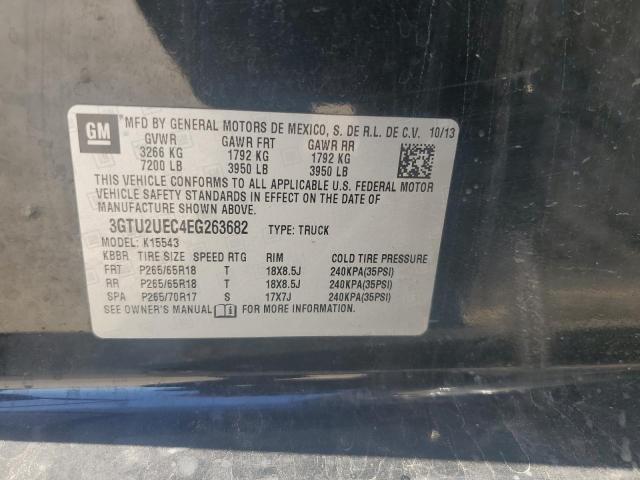 GM
MFD BY GENERAL MOTORS DE MEXICO, S. DE R.L. DE C.V. 10/13
GVWR GAWR FRT GAWR RR
3266 KG 1792 KG 1792 KG
7200 LB 3950 LB 3950 LB
THIS VEHICLE CONFORMS TO ALL APPLICABLE U.S. FEDERAL MOTOR
VEHICLE SAFETY STANDARDS IN EFFECT ON THE DATE OF
MANUFACTURE SHOWN ABOVE.
3GTU2UEC4EG263682 TYPE: TRUCK
MODEL: K15543
KBBR TIRE SIZE SPEED RTG RIM COLD TIRE PRESSURE
FRT P265/65R18 T 18X8.5J 240KPA(35PSI)
RR P265/65R18 T 18X8.5J 240KPA(35PSI)
SPA P265/70R17 S 17X7J 240KPA(35PSI)
SEE OWNER'S MANUAL FOR MORE INFORMATION.